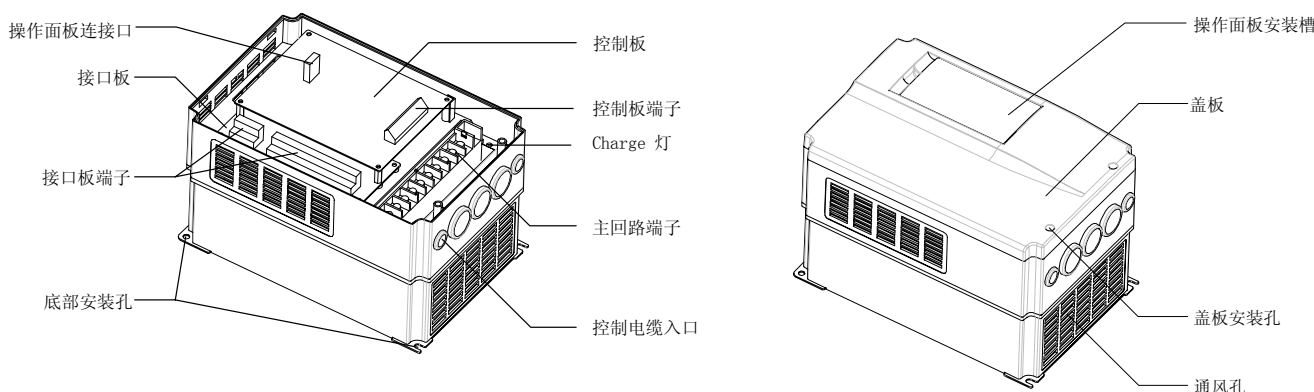 操作面板连接口
接口板
接口板端子
底部安装孔
控制板
控制板端子
Charge 灯
主回路端子
控制电缆入口
操作面板安装槽
盖板
盖板安装孔
通风孔